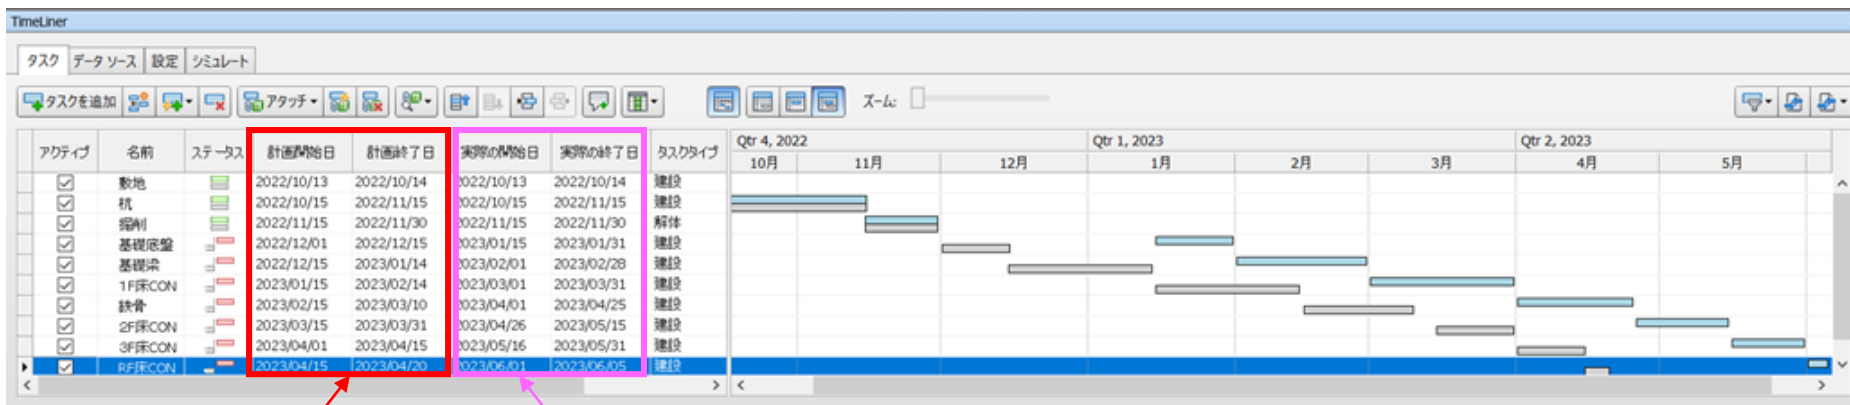 TimeLiner
タスク データ ソース 設定 シミュレート
タスクを追加 アタッチ ズーム:
アクティブ 名前 ステータス 計画開始日 計画終了日 実際の開始日 実際の終了日 タスクタイプ Qtr 4, 2022 Qtr 1, 2023 Qtr 2, 2023
10月 11月 12月 1月 2月 3月 4月 5月
敷地 2022/10/13 2022/10/14 2022/10/13 2022/10/14 建設
杭 2022/10/15 2022/11/15 2022/10/15 2022/11/15 建設
掘削 2022/11/15 2022/11/30 2022/11/15 2022/11/30 解体
基礎底盤 2022/12/01 2022/12/15 2023/01/15 2023/01/31 建設
基礎梁 2022/12/15 2023/01/14 2023/02/01 2023/02/28 建設
1F床CON 2023/01/15 2023/02/14 2023/03/01 2023/03/31 建設
鉄骨 2023/02/15 2023/03/10 2023/04/01 2023/04/25 建設
2F床CON 2023/03/15 2023/03/31 2023/04/26 2023/05/15 建設
3F床CON 2023/04/01 2023/04/15 2023/05/16 2023/05/31 建設
RF床CON 2023/04/15 2023/04/20 2023/06/01 2023/06/05 建設